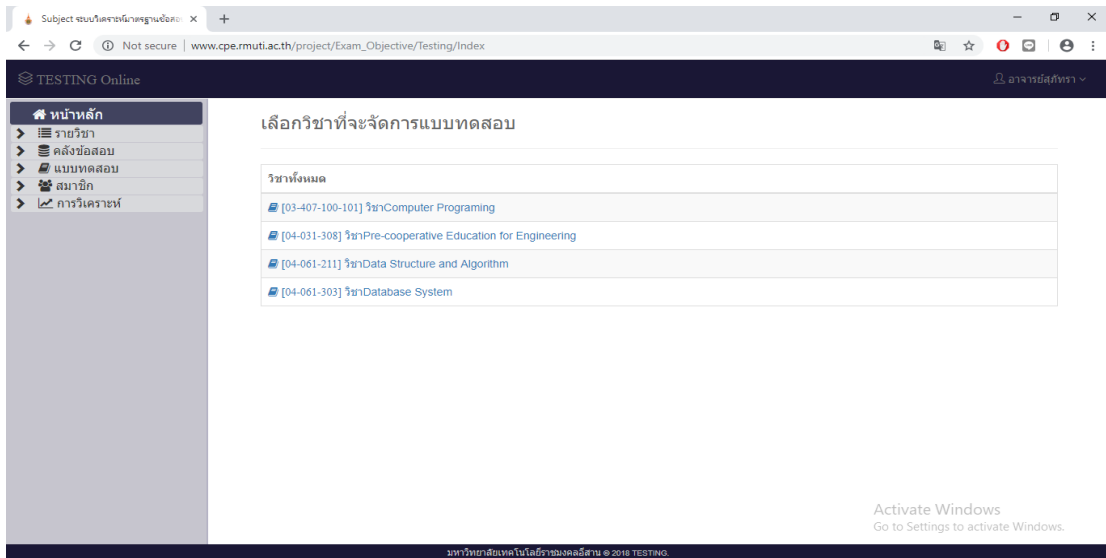 Subject ระบบวิเคราะห์มาตรฐานข้อสอ
Not secure | www.cpe.rmuti.ac.th/project/Exam_Objective/Testing/Index
TESTING Online
อาจารย์สุภัทรา
หน้าหลัก
รายวิชา
คลังข้อสอบ
แบบทดสอบ
สมาชิก
การวิเคราะห์
เลือกวิชาที่จะจัดการแบบทดสอบ
วิชาทั้งหมด
[03-407-100-101] วิชาComputer Programing
[04-031-308] วิชาPre-cooperative Education for Engineering
[04-061-211] วิชาData Structure and Algorithm
[04-061-303] วิชาDatabase System
Activate Windows
Go to Settings to activate Windows.
มหาวิทยาลัยเทคโนโลยีราชมงคลอีสาน © 2018 TESTING.